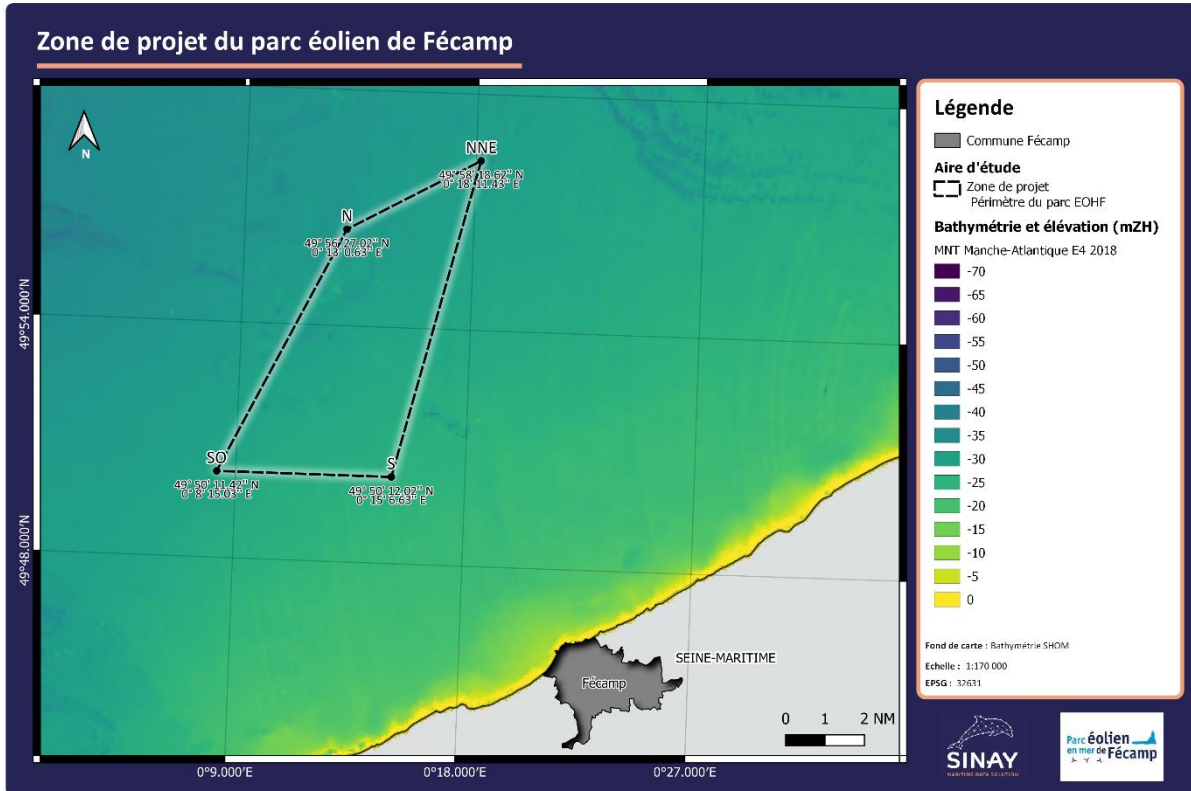 Zone de projet du parc éolien de Fécamp
N
NNE
49° 58' 18.62'' N
0° 18' 11.43'' E
N
49° 56' 27.02'' N
0° 13' 0.63'' E
SO
49° 50' 11.42'' N
0° 8' 15.03'' E
S
49° 50' 12.02'' N
0° 15' 6.63'' E
49°54.000'N
49°48.000'N
0°9.000'E
0°18.000'E
0°27.000'E
SEINE-MARITIME
Fécamp
0 1 2 NM
Légende
Commune Fécamp
Aire d'étude
Zone de projet
Périmètre du parc EOHF
Bathymétrie et élévation (mZH)
MNT Manche-Atlantique E4 2018
-70
-65
-60
-55
-50
-45
-40
-35
-30
-25
-20
-15
-10
-5
0
Fond de carte : Bathymétrie SHOM
Echelle : 1:170 000
EPSG : 32631
SINAY
MARITIME DATA SOLUTION
Parc éolien
en mer de Fécamp